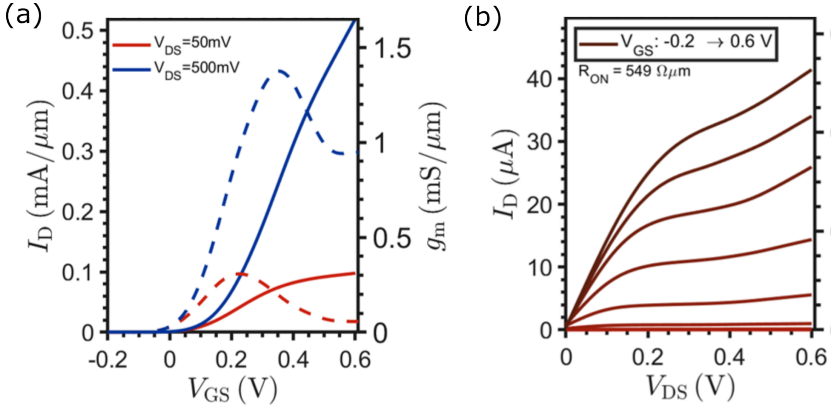 (a)
V_DS=50mV
V_DS=500mV
I_D (mA/μm)
0.5
0.4
0.3
0.2
0.1
0
-0.2 0 0.2 0.4 0.6
V_GS (V)
1.5
1
0.5
0
g_m (mS/μm)
(b)
V_GS: -0.2 → 0.6 V
R_ON = 549 Ωμm
I_D (μA)
40
30
20
10
0
0 0.2 0.4 0.6
V_DS (V)